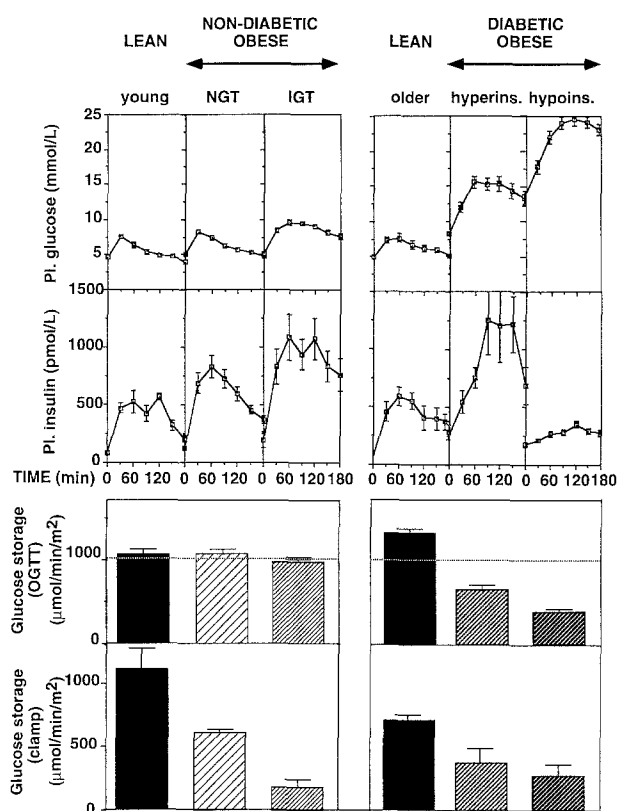 NON-DIABETIC
DIABETIC
LEAN
OBESE
LEAN
OBESE
young
NGT
IGT
older
hyperins.
hypoins.
Pl. glucose (mmol/L)
25
20
15
10
5
Pl. insulin (pmol/L)
1500
1000
500
0
TIME (min)
0
60
120
0
60
120
0
60
120
180
0
60
120
0
60
120
0
60
120
180
Glucose storage
(OGTT)
(μmol/min/m2)
1000
0
Glucose storage
(clamp)
(μmol/min/m2)
1000
500
0